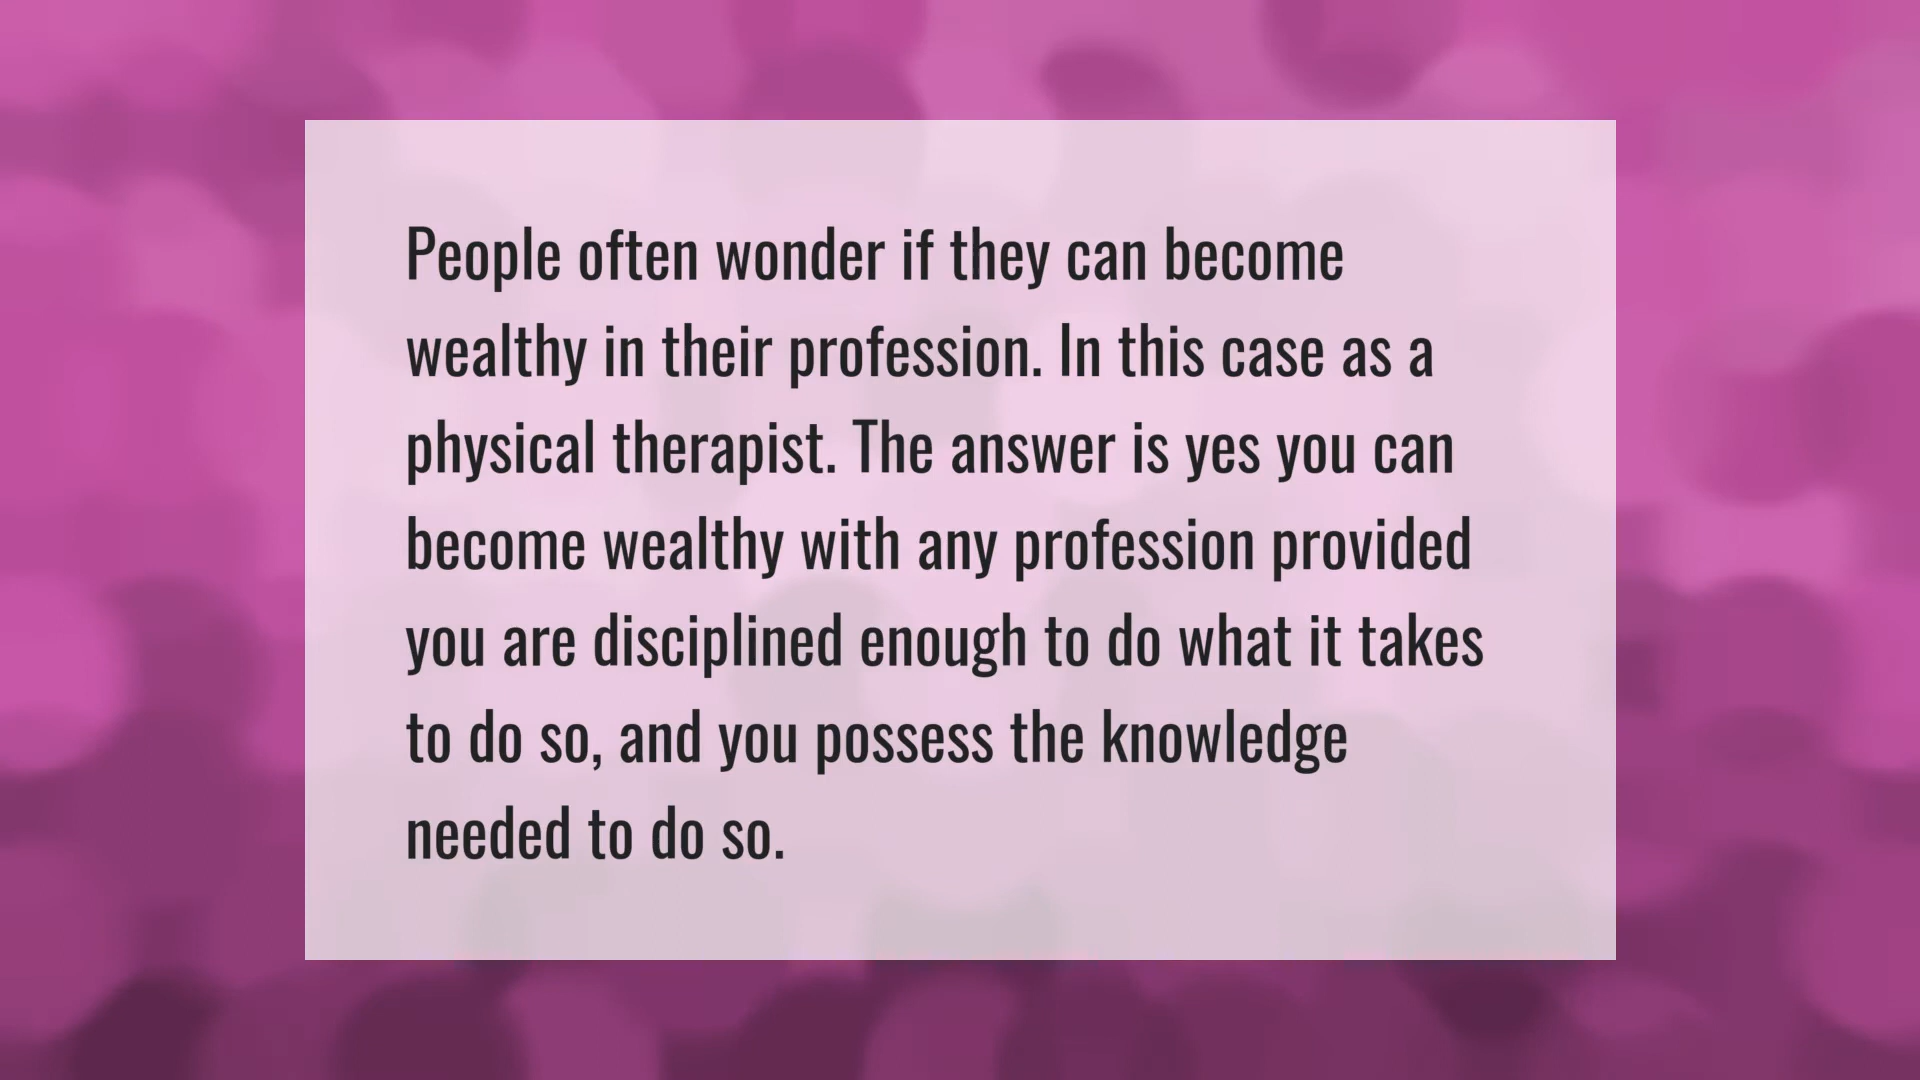 People often wonder if they can become
wealthy in their profession. In this case as a
physical therapist. The answer is yes you can
become wealthy with any profession provided
you are disciplined enough to do what it takes
to do so, and you possess the knowledge
needed to do so.